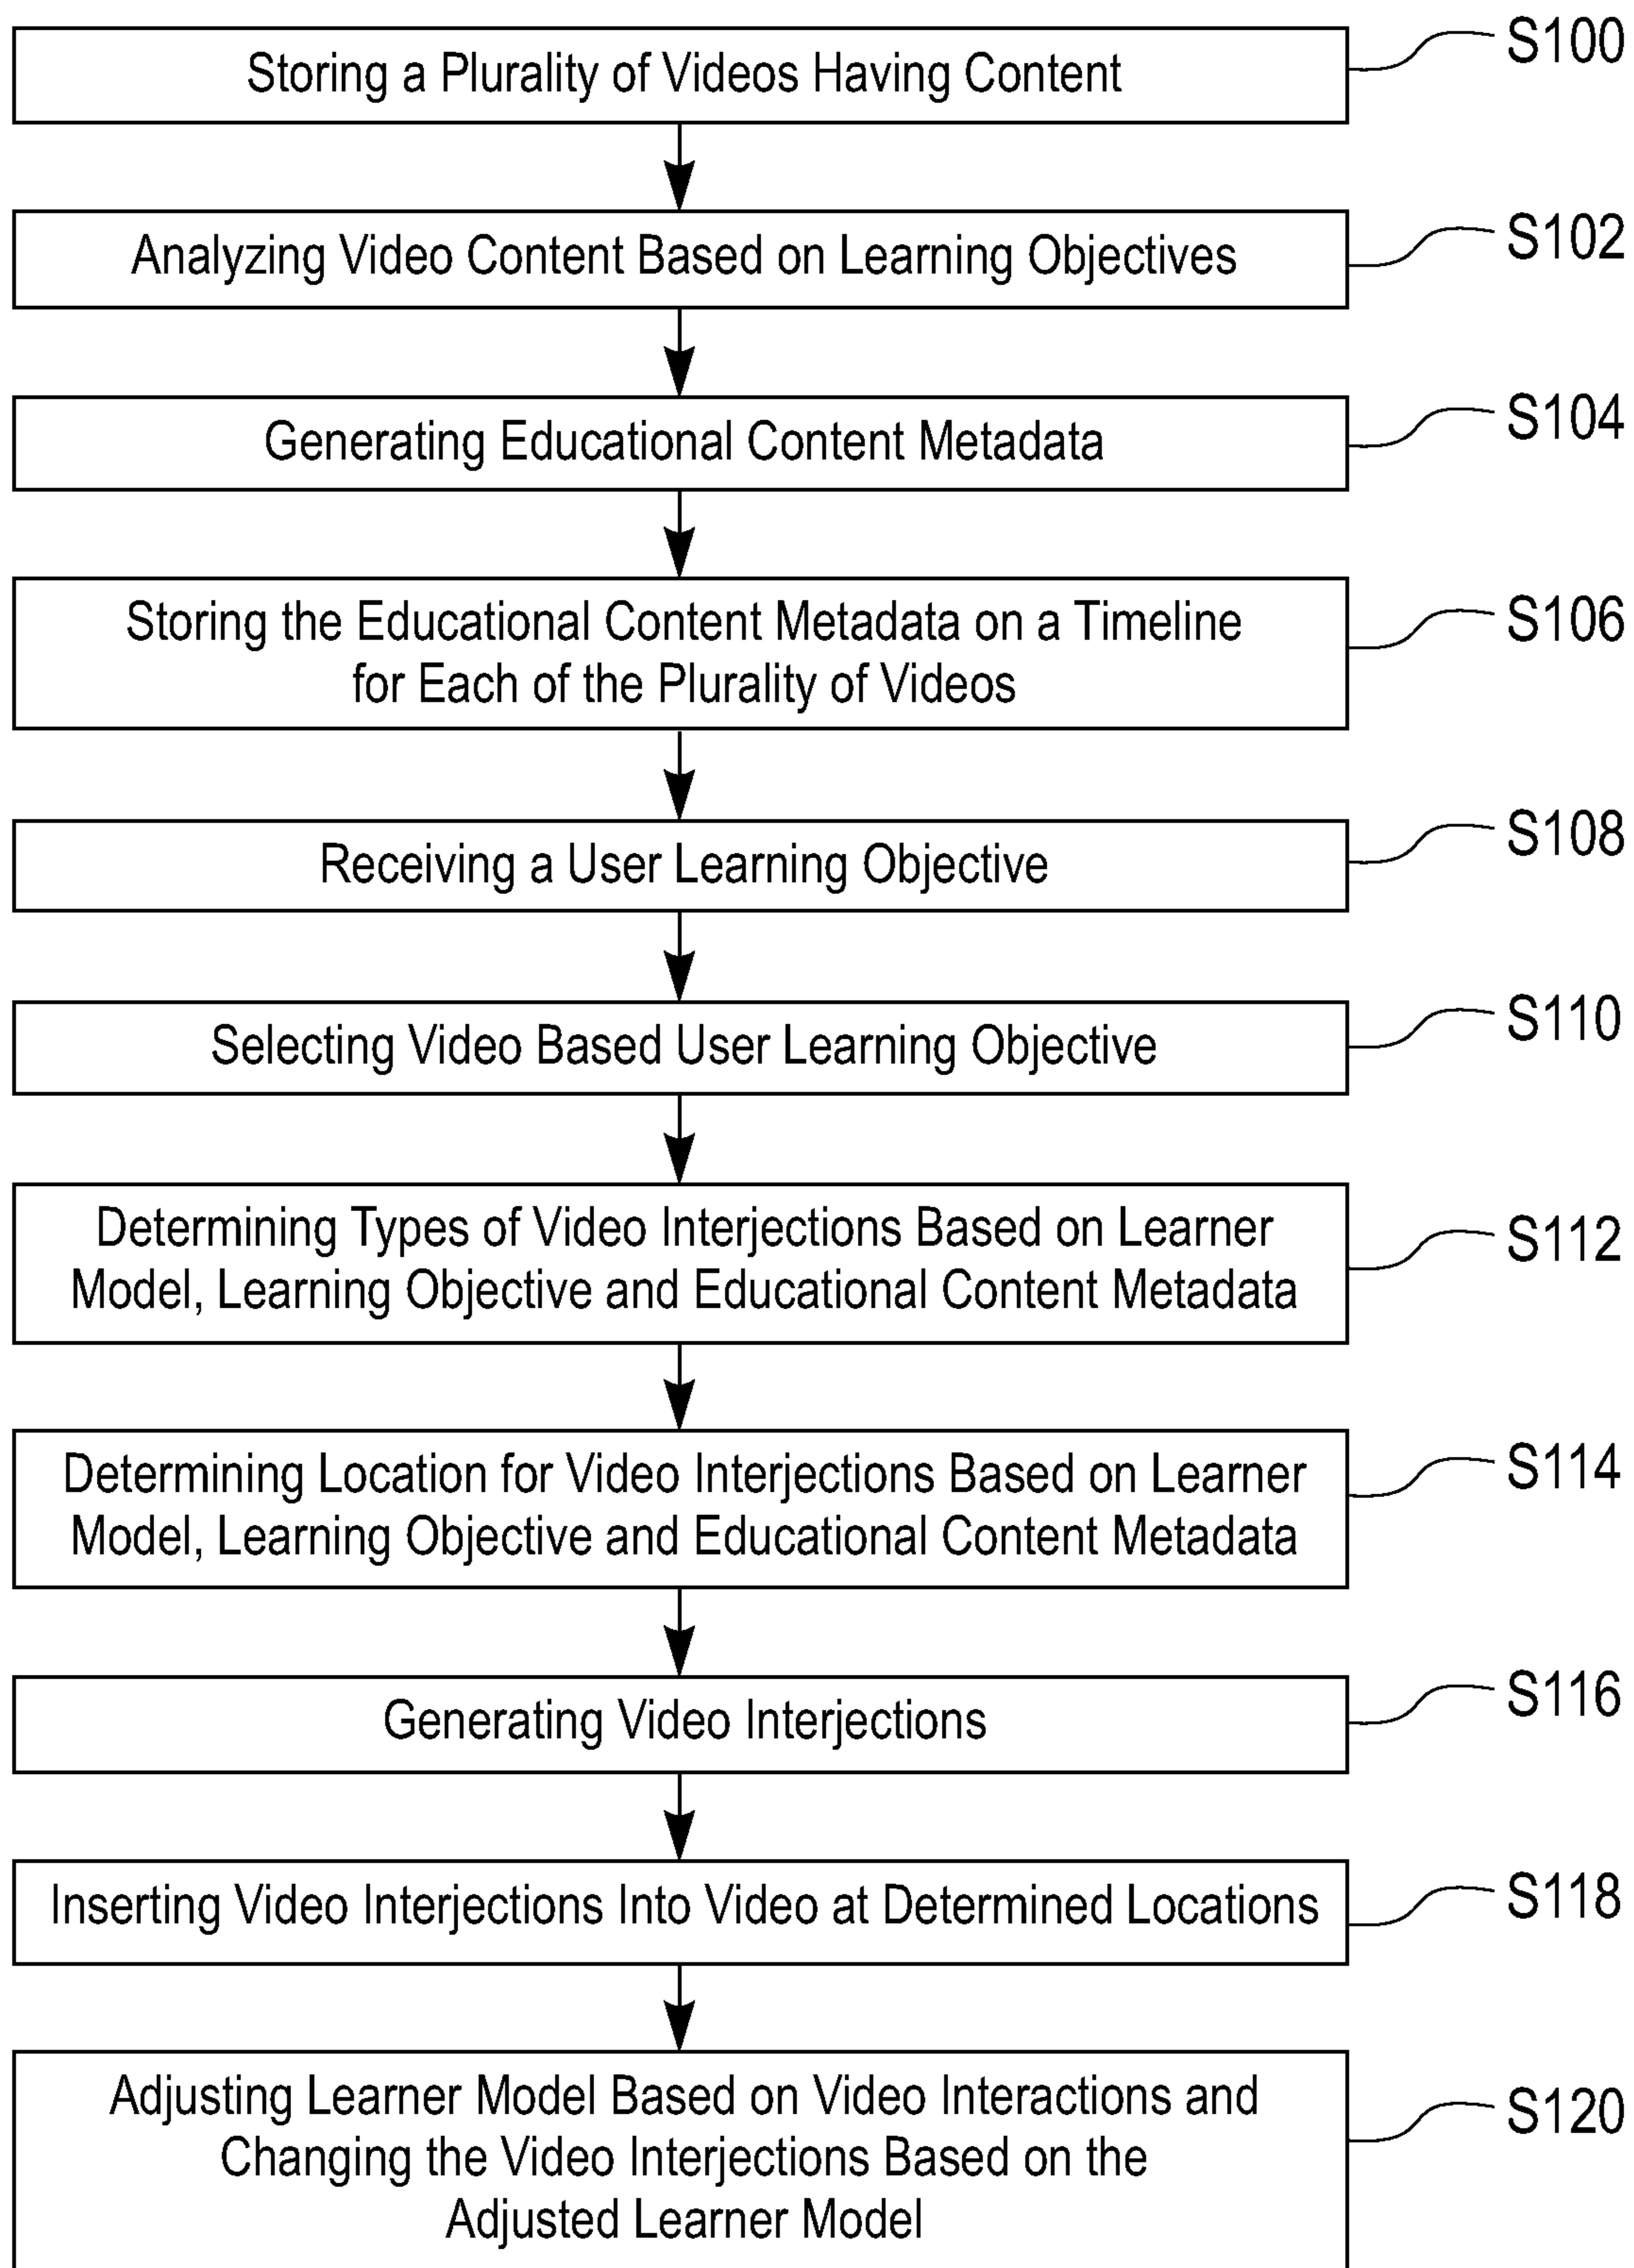 Storing a Plurality of Videos Having Content
S100
Analyzing Video Content Based on Learning Objectives
S102
Generating Educational Content Metadata
S104
Storing the Educational Content Metadata on a Timeline
for Each of the Plurality of Videos
S106
Receiving a User Learning Objective
S108
Selecting Video Based User Learning Objective
S110
Determining Types of Video Interjections Based on Learner
Model, Learning Objective and Educational Content Metadata
S112
Determining Location for Video Interjections Based on Learner
Model, Learning Objective and Educational Content Metadata
S114
Generating Video Interjections
S116
Inserting Video Interjections Into Video at Determined Locations
S118
Adjusting Learner Model Based on Video Interactions and
Changing the Video Interjections Based on the
Adjusted Learner Model
S120